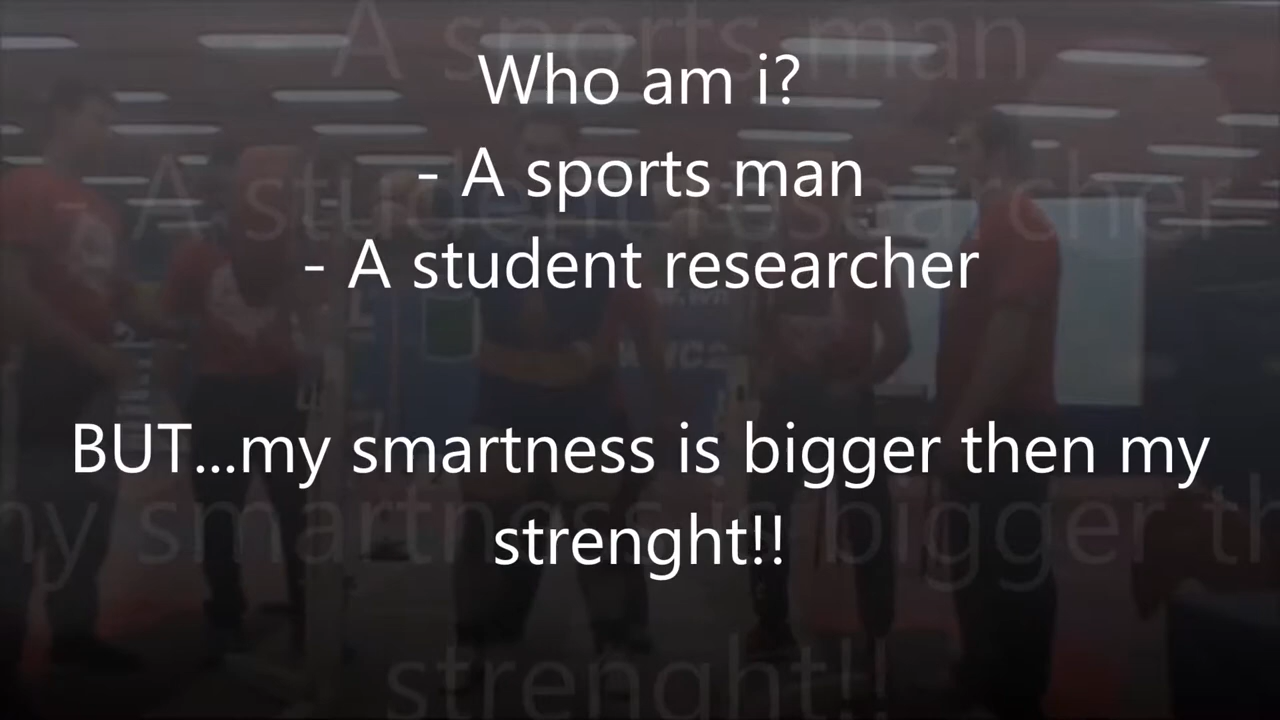 Who am i?
- A sports man
- A student researcher
BUT...my smartness is bigger then my
strenght!!